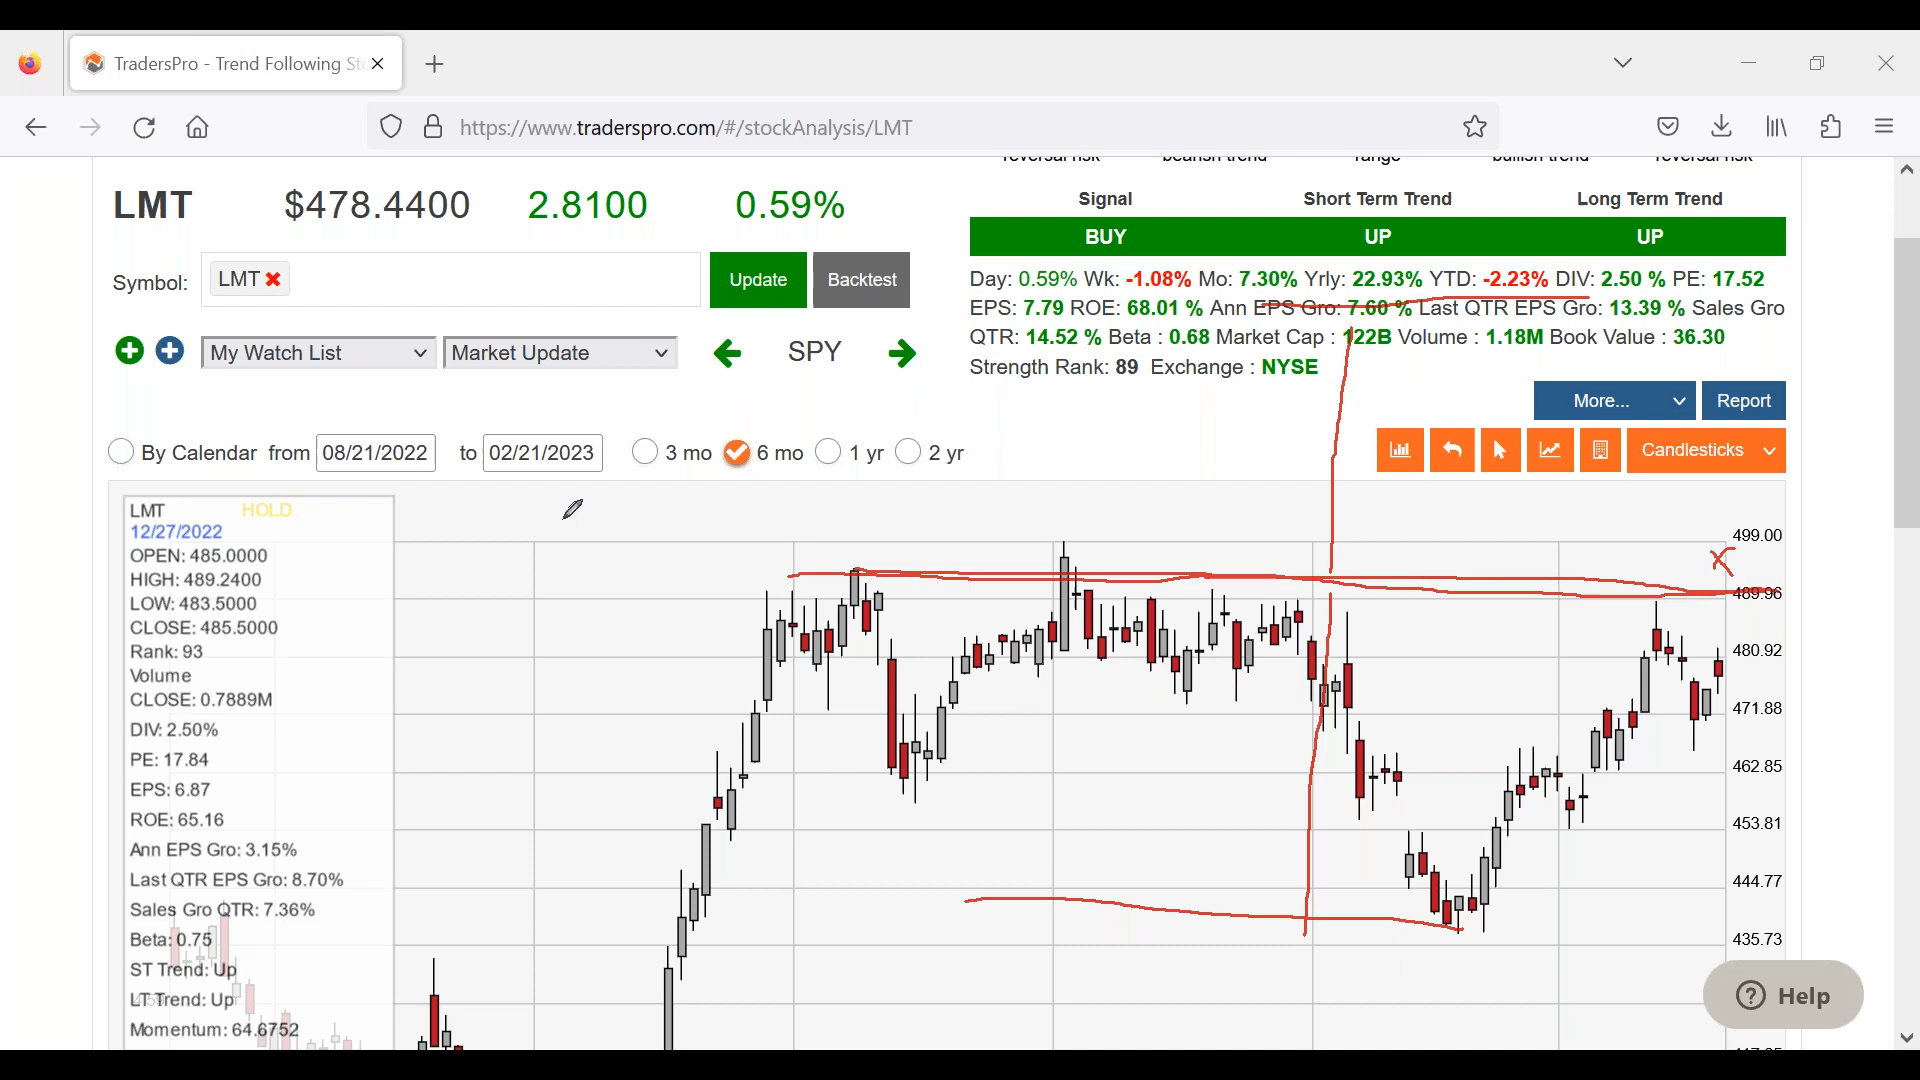 TradersPro - Trend Following St
https://www.traderspro.com/#/stockAnalysis/LMT
reversal risk bearish trend range bullish trend reversal risk
LMT $478.4400 2.8100 0.59%
Signal Short Term Trend Long Term Trend
BUY UP UP
Symbol: LMT Update Backtest
Day: 0.59% Wk: -1.08% Mo: 7.30% Yrly: 22.93% YTD: -2.23% DIV: 2.50 % PE: 17.52
EPS: 7.79 ROE: 68.01 % Ann EPS Gro: 7.60 % Last QTR EPS Gro: 13.39 % Sales Gro
QTR: 14.52 % Beta : 0.68 Market Cap : 122B Volume : 1.18M Book Value : 36.30
Strength Rank: 89 Exchange : NYSE
My Watch List Market Update SPY
More... Report
By Calendar from 08/21/2022 to 02/21/2023 3 mo 6 mo 1 yr 2 yr
Candlesticks
LMT HOLD
12/27/2022
OPEN: 485.0000
HIGH: 489.2400
LOW: 483.5000
CLOSE: 485.5000
Rank: 93
Volume
CLOSE: 0.7889M
DIV: 2.50%
PE: 17.84
EPS: 6.87
ROE: 65.16
Ann EPS Gro: 3.15%
Last QTR EPS Gro: 8.70%
Sales Gro QTR: 7.36%
Beta: 0.75
ST Trend: Up
LT Trend: Up
Momentum: 64.6752
499.00
489.96
480.92
471.88
462.85
453.81
444.77
435.73
Help